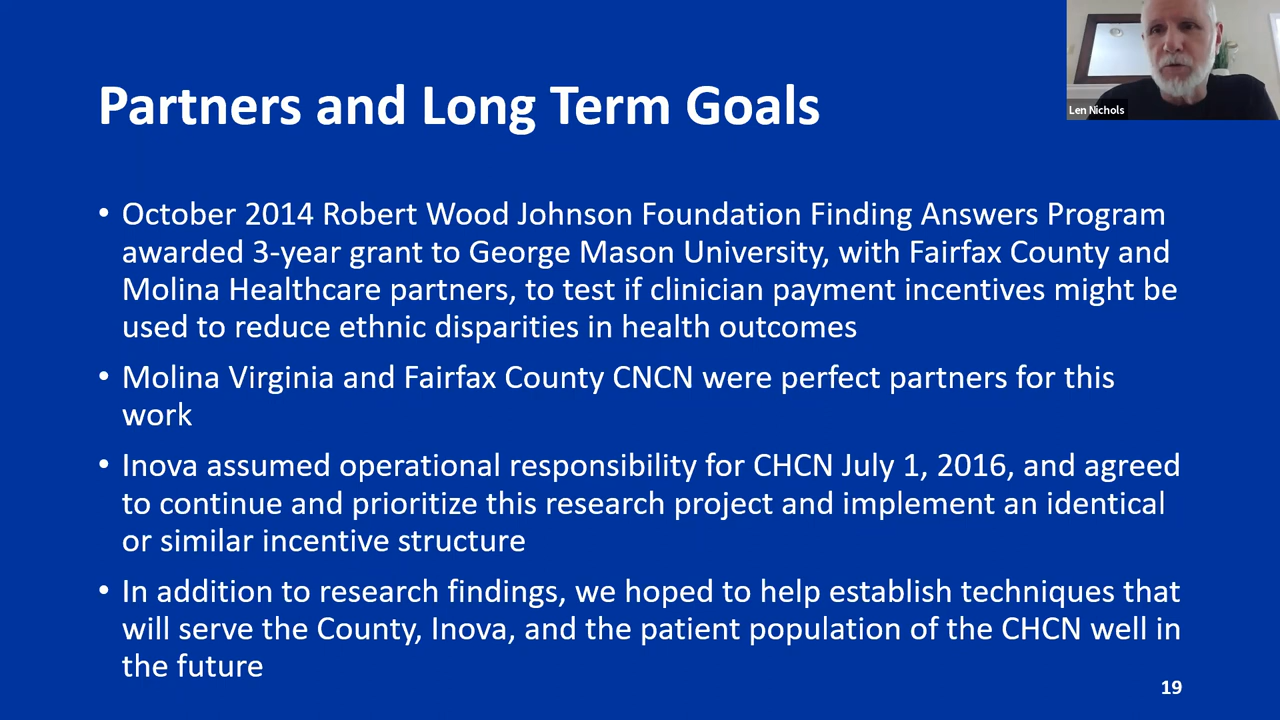 Len Nichols
Partners and Long Term Goals
• October 2014 Robert Wood Johnson Foundation Finding Answers Program
awarded 3-year grant to George Mason University, with Fairfax County and
Molina Healthcare partners, to test if clinician payment incentives might be
used to reduce ethnic disparities in health outcomes
• Molina Virginia and Fairfax County CNCN were perfect partners for this
work
• Inova assumed operational responsibility for CHCN July 1, 2016, and agreed
to continue and prioritize this research project and implement an identical
or similar incentive structure
• In addition to research findings, we hoped to help establish techniques that
will serve the County, Inova, and the patient population of the CHCN well in
the future
19